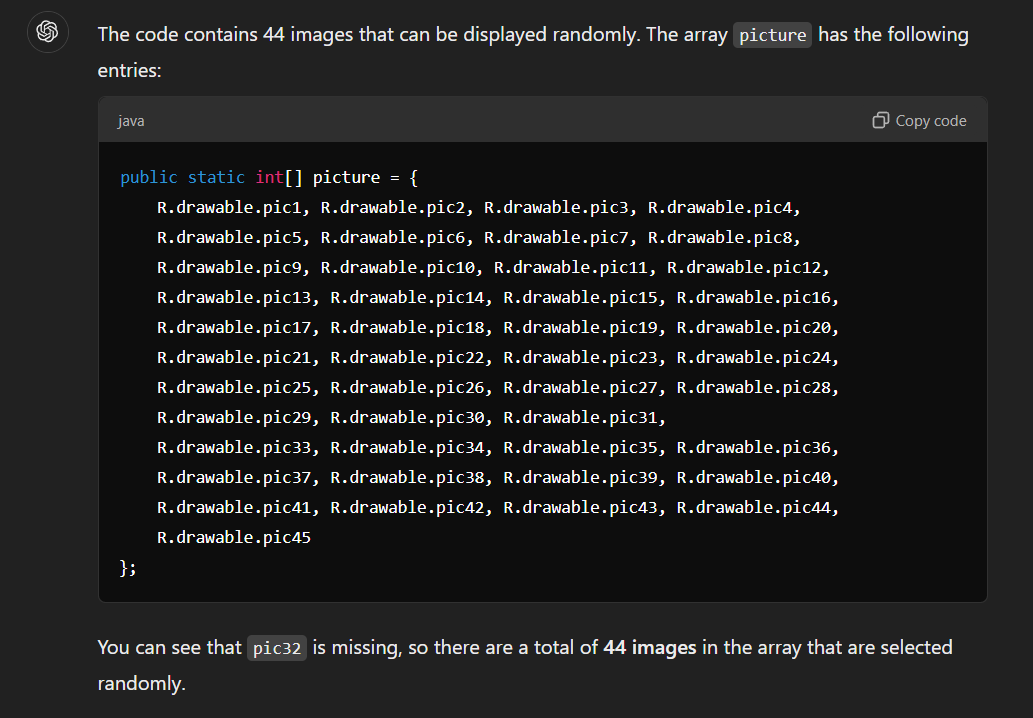 The code contains 44 images that can be displayed randomly. The array picture has the following
entries:
java
Copy code
public static int[] picture = {
    R.drawable.pic1, R.drawable.pic2, R.drawable.pic3, R.drawable.pic4,
    R.drawable.pic5, R.drawable.pic6, R.drawable.pic7, R.drawable.pic8,
    R.drawable.pic9, R.drawable.pic10, R.drawable.pic11, R.drawable.pic12,
    R.drawable.pic13, R.drawable.pic14, R.drawable.pic15, R.drawable.pic16,
    R.drawable.pic17, R.drawable.pic18, R.drawable.pic19, R.drawable.pic20,
    R.drawable.pic21, R.drawable.pic22, R.drawable.pic23, R.drawable.pic24,
    R.drawable.pic25, R.drawable.pic26, R.drawable.pic27, R.drawable.pic28,
    R.drawable.pic29, R.drawable.pic30, R.drawable.pic31,
    R.drawable.pic33, R.drawable.pic34, R.drawable.pic35, R.drawable.pic36,
    R.drawable.pic37, R.drawable.pic38, R.drawable.pic39, R.drawable.pic40,
    R.drawable.pic41, R.drawable.pic42, R.drawable.pic43, R.drawable.pic44,
    R.drawable.pic45
};
You can see that pic32 is missing, so there are a total of 44 images in the array that are selected
randomly.